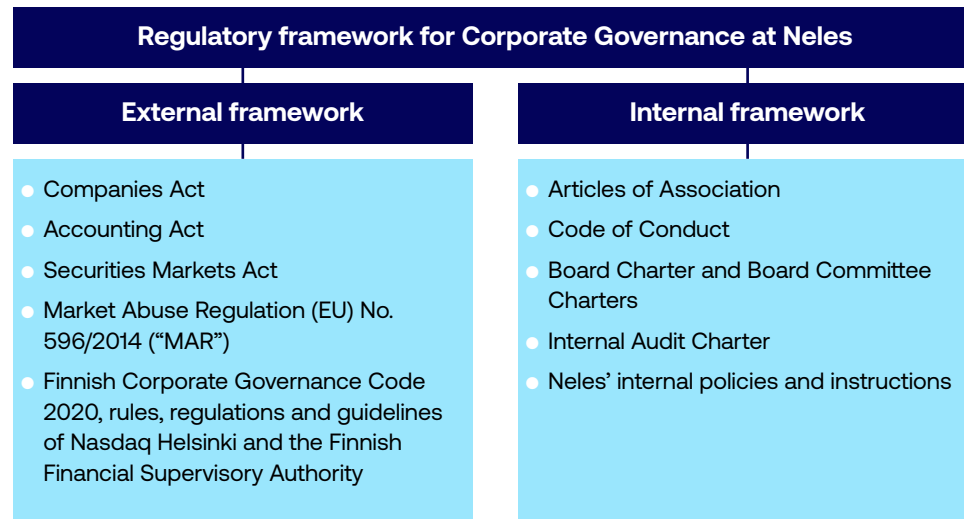 Regulatory framework for Corporate Governance at Neles
External framework
Companies Act
Accounting Act
Securities Markets Act
Market Abuse Regulation (EU) No.
596/2014 (“MAR”)
Finnish Corporate Governance Code
2020, rules, regulations and guidelines
of Nasdaq Helsinki and the Finnish
Financial Supervisory Authority
Internal framework
Articles of Association
Code of Conduct
Board Charter and Board Committee
Charters
Internal Audit Charter
Neles’ internal policies and instructions